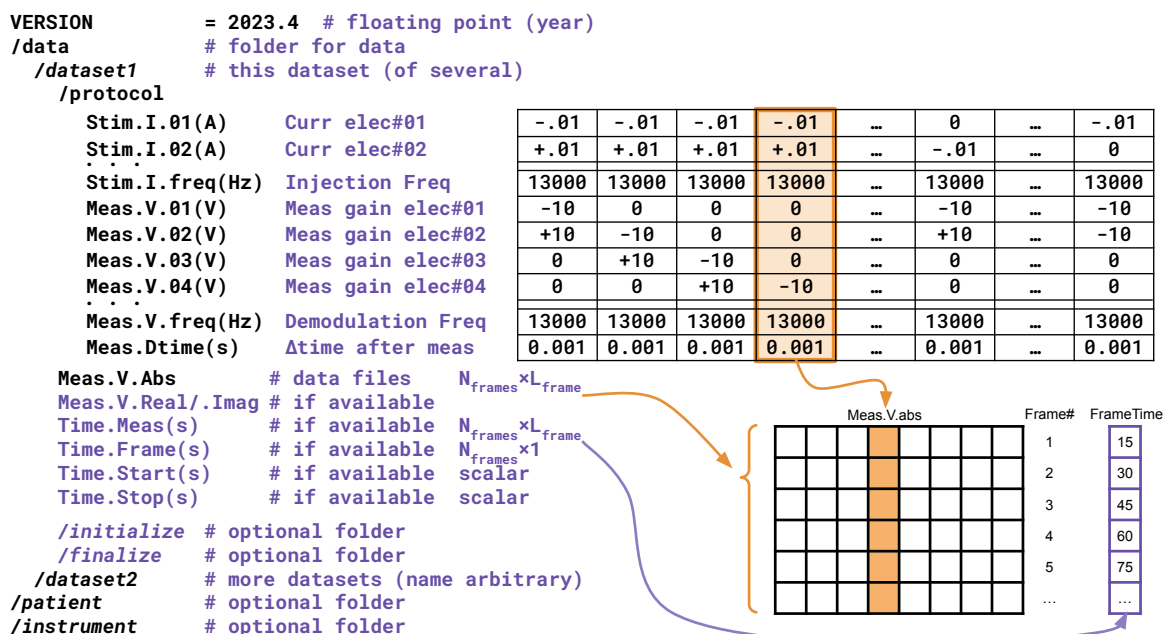 VERSION = 2023.4 # floating point (year)
/data # folder for data
/dataset1 # this dataset (of several)
/protocol
Stim.I.01(A) Curr elec#01 -.01 -.01 -.01 -.01 … 0 … -.01
Stim.I.02(A) Curr elec#02 +.01 +.01 +.01 +.01 … -.01 … 0
. . .
Stim.I.freq(Hz) Injection Freq 13000 13000 13000 13000 … 13000 … 13000
Meas.V.01(V) Meas gain elec#01 -10 0 0 0 … -10 … -10
Meas.V.02(V) Meas gain elec#02 +10 -10 0 0 … +10 … -10
Meas.V.03(V) Meas gain elec#03 0 +10 -10 0 … 0 … 0
Meas.V.04(V) Meas gain elec#04 0 0 +10 -10 … 0 … 0
. . .
Meas.V.freq(Hz) Demodulation Freq 13000 13000 13000 13000 … 13000 … 13000
Meas.Dtime(s) Δtime after meas 0.001 0.001 0.001 0.001 … 0.001 … 0.001
Meas.V.Abs # data files Nframes×Lframe
Meas.V.Real/.Imag # if available
Time.Meas(s) # if available Nframes×Lframe
Time.Frame(s) # if available Nframes×1
Time.Start(s) # if available scalar
Time.Stop(s) # if available scalar
/initialize # optional folder
/finalize # optional folder
/dataset2 # more datasets (name arbitrary)
/patient # optional folder
/instrument # optional folder
Meas.V.abs Frame# FrameTime
1 15
2 30
3 45
4 60
5 75
… …